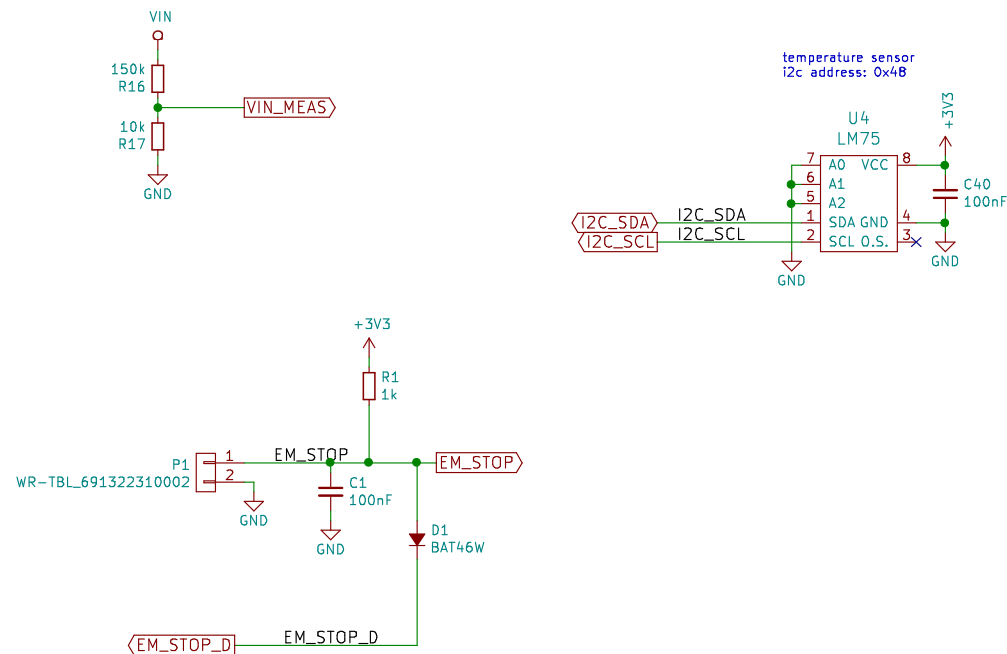 VIN
150k
R16
VIN_MEAS
10k
R17
GND
temperature sensor
i2c address: 0x48
U4
LM75
+3V3
7 A0 VCC 8
6 A1
5 A2
1 SDA GND 4
2 SCL O.S. 3
C40
100nF
I2C_SDA I2C_SDA
I2C_SCL I2C_SCL
GND
GND
+3V3
R1
1k
EM_STOP
EM_STOP
P1
WR-TBL_691322310002
1
2
GND
C1
100nF
GND
D1
BAT46W
EM_STOP_D EM_STOP_D